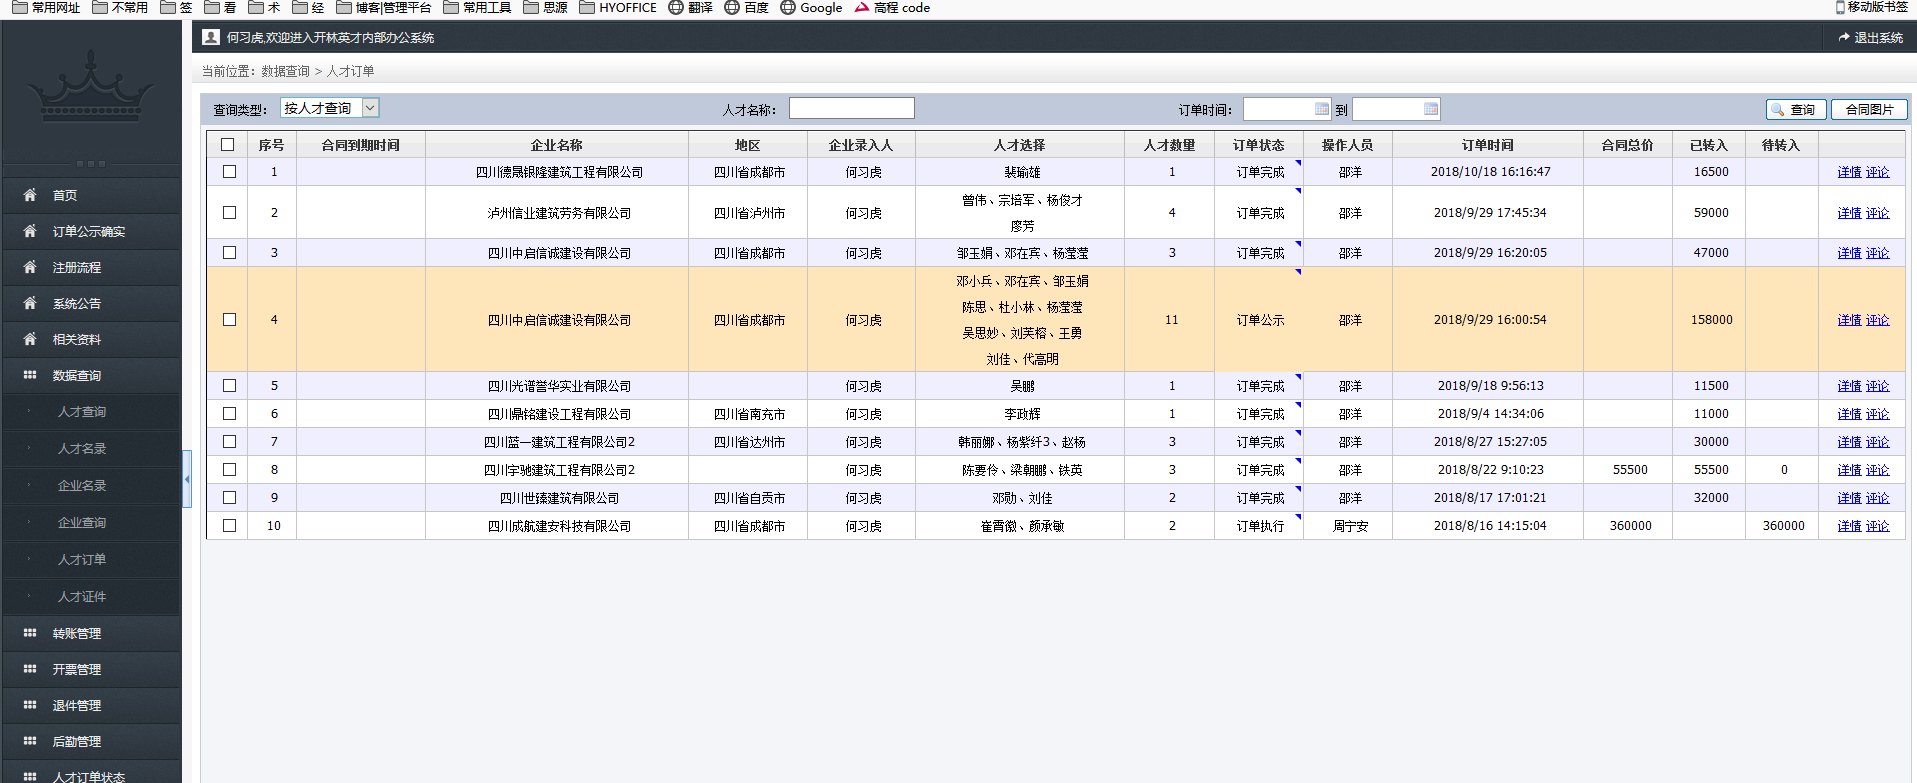 常用网址 不常用 签 看 术 经 博客|管理平台 常用工具 思源 HYOFFICE 翻译 百度 Google 高程 code 移动版书签
何习虎,欢迎进入开林英才内部办公系统 退出系统
当前位置：数据查询 > 人才订单
查询类型： 按人才查询 人才名称： 订单时间： 到 查询 合同图片
序号 合同到期时间 企业名称 地区 企业录入人 人才选择 人才数量 订单状态 操作人员 订单时间 合同总价 已转入 待转入
1 四川德晟银隆建筑工程有限公司 四川省成都市 何习虎 裴瑜雄 1 订单完成 邵洋 2018/10/18 16:16:47 16500 详情 评论
2 泸州信业建筑劳务有限公司 四川省泸州市 何习虎 曾伟、宗培军、杨俊才
廖芳 4 订单完成 邵洋 2018/9/29 17:45:34 59000 详情 评论
3 四川中启信诚建设有限公司 四川省成都市 何习虎 邹玉娟、邓在宾、杨滢滢 3 订单完成 邵洋 2018/9/29 16:20:05 47000 详情 评论
4 四川中启信诚建设有限公司 四川省成都市 何习虎 邓小兵、邓在宾、邹玉娟
陈思、杜小林、杨滢滢
吴思妙、刘芙榕、王勇
刘佳、代高明 11 订单公示 邵洋 2018/9/29 16:00:54 158000 详情 评论
5 四川光谱誉华实业有限公司 何习虎 吴鹏 1 订单完成 邵洋 2018/9/18 9:56:13 11500 详情 评论
6 四川鼎铭建设工程有限公司 四川省南充市 何习虎 李政辉 1 订单完成 邵洋 2018/9/4 14:34:06 11000 详情 评论
7 四川蓝一建筑工程有限公司2 四川省达州市 何习虎 韩丽娜、杨紫纤3、赵杨 3 订单完成 邵洋 2018/8/27 15:27:05 30000 详情 评论
8 四川宇驰建筑工程有限公司2 何习虎 陈要伶、梁朝鹏、铁英 3 订单完成 邵洋 2018/8/22 9:10:23 55500 55500 0 详情 评论
9 四川世臻建筑有限公司 四川省自贡市 何习虎 邓勋、刘佳 2 订单完成 邵洋 2018/8/17 17:01:21 32000 详情 评论
10 四川成航建安科技有限公司 四川省成都市 何习虎 崔霄徽、颜承敏 2 订单执行 周宁安 2018/8/16 14:15:04 360000 360000 详情 评论
首页
订单公示确实
注册流程
系统公告
相关资料
数据查询
人才查询
人才名录
企业名录
企业查询
人才订单
人才证件
转账管理
开票管理
退件管理
后勤管理
人才订单状态